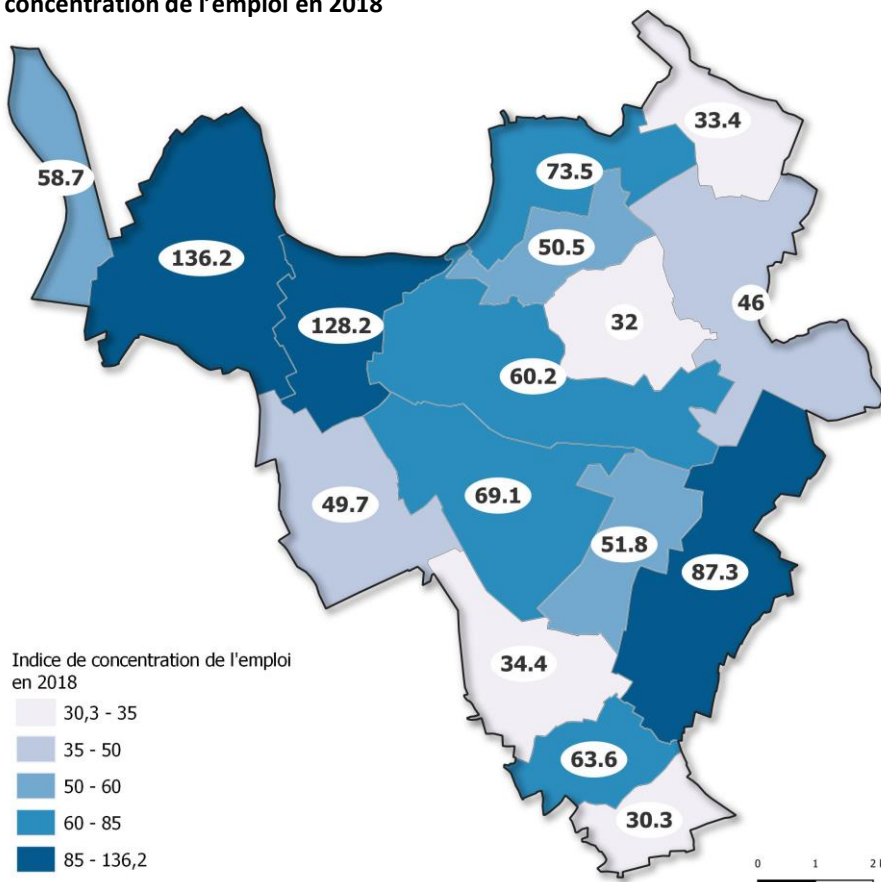 concentration de l'emploi en 2018
33.4
73.5
58.7
50.5
136.2
46
32
128.2
60.2
69.1
49.7
51.8
87.3
34.4
63.6
30.3
Indice de concentration de l'emploi
en 2018
30,3 - 35
35 - 50
50 - 60
60 - 85
85 - 136,2
0 1 2